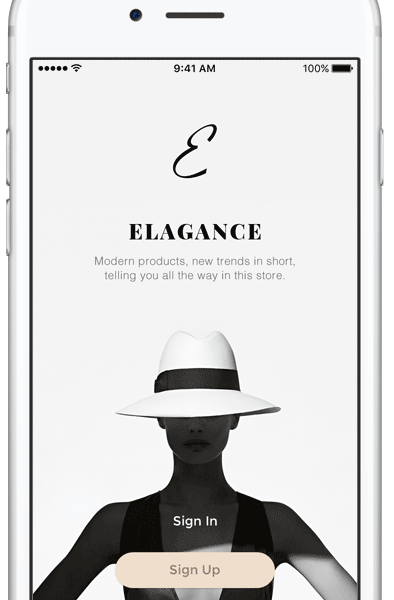 9:41 AM 100%
E
ELAGANCE
Modern products, new trends in short,
telling you all the way in this store.
Sign In
Sign Up